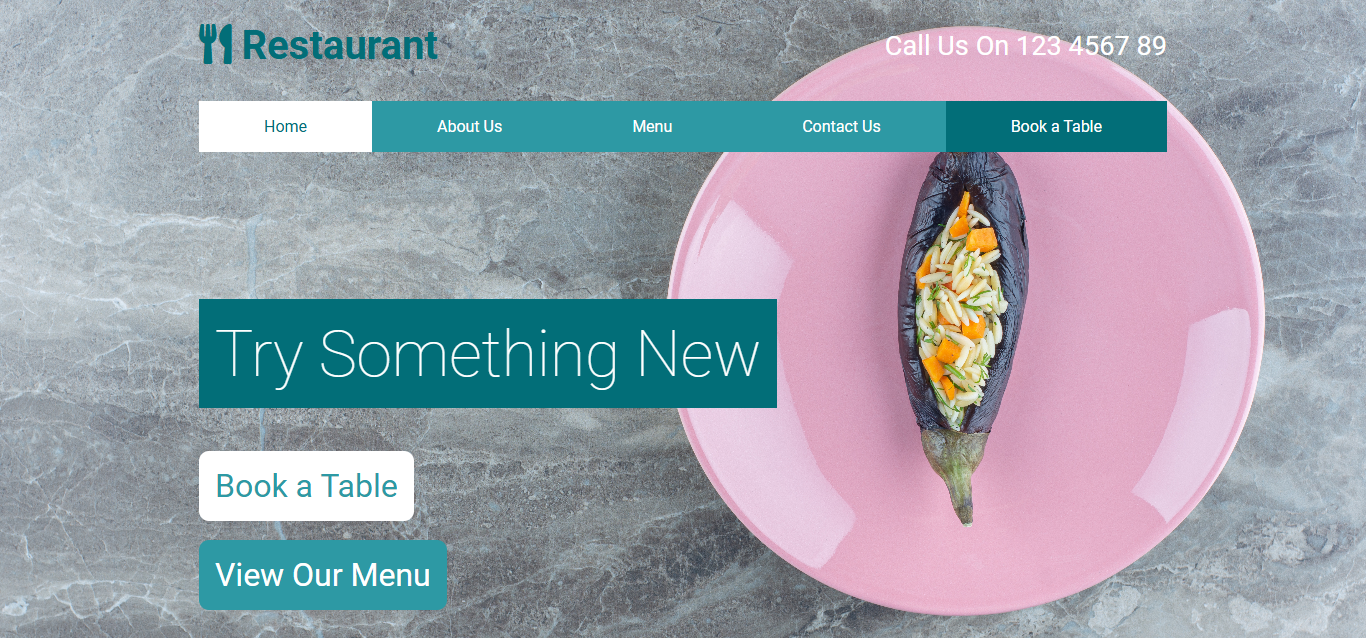 Restaurant
Call Us On 123 4567 89
Home
About Us
Menu
Contact Us
Book a Table
Try Something New
Book a Table
View Our Menu